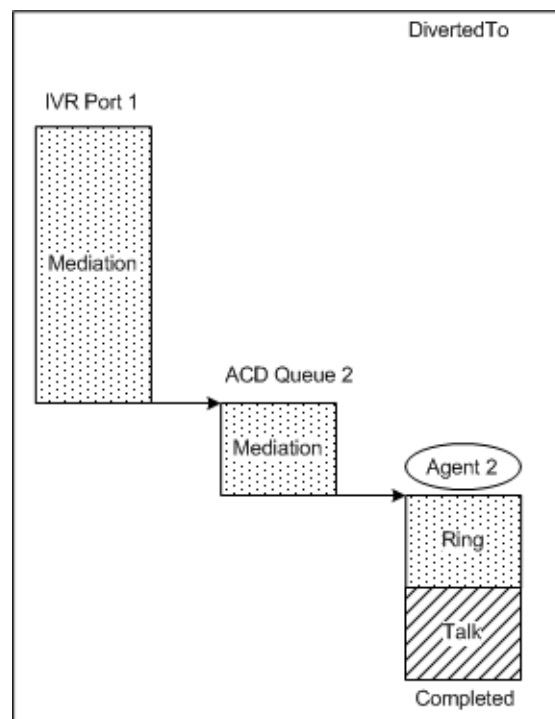 DivertedTo
IVR Port 1
Mediation
ACD Queue 2
Mediation
Agent 2
Ring
Talk
Completed